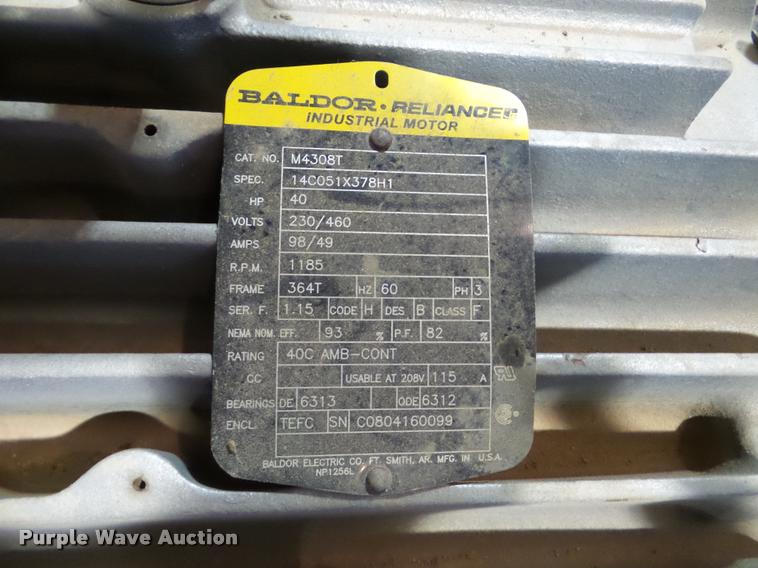 BALDOR • RELIANCER
INDUSTRIAL MOTOR
CAT. NO. M4308T
SPEC. 14C051X378H1
HP 40
VOLTS 230/460
AMPS 98/49
R.P.M. 1185
FRAME 364T HZ 60 PH 3
SER. F. 1.15 CODE H DES B CLASS F
NEMA NOM. EFF. 93 % P.F. 82 %
RATING 40C AMB-CONT
CC USABLE AT 208V 115 A
BEARINGS DE 6313 ODE 6312
ENCL. TEFC SN C0804160099
BALDOR ELECTRIC CO. FT. SMITH, AR. MFG. IN U.S.A.
NP1256L
Purple Wave Auction